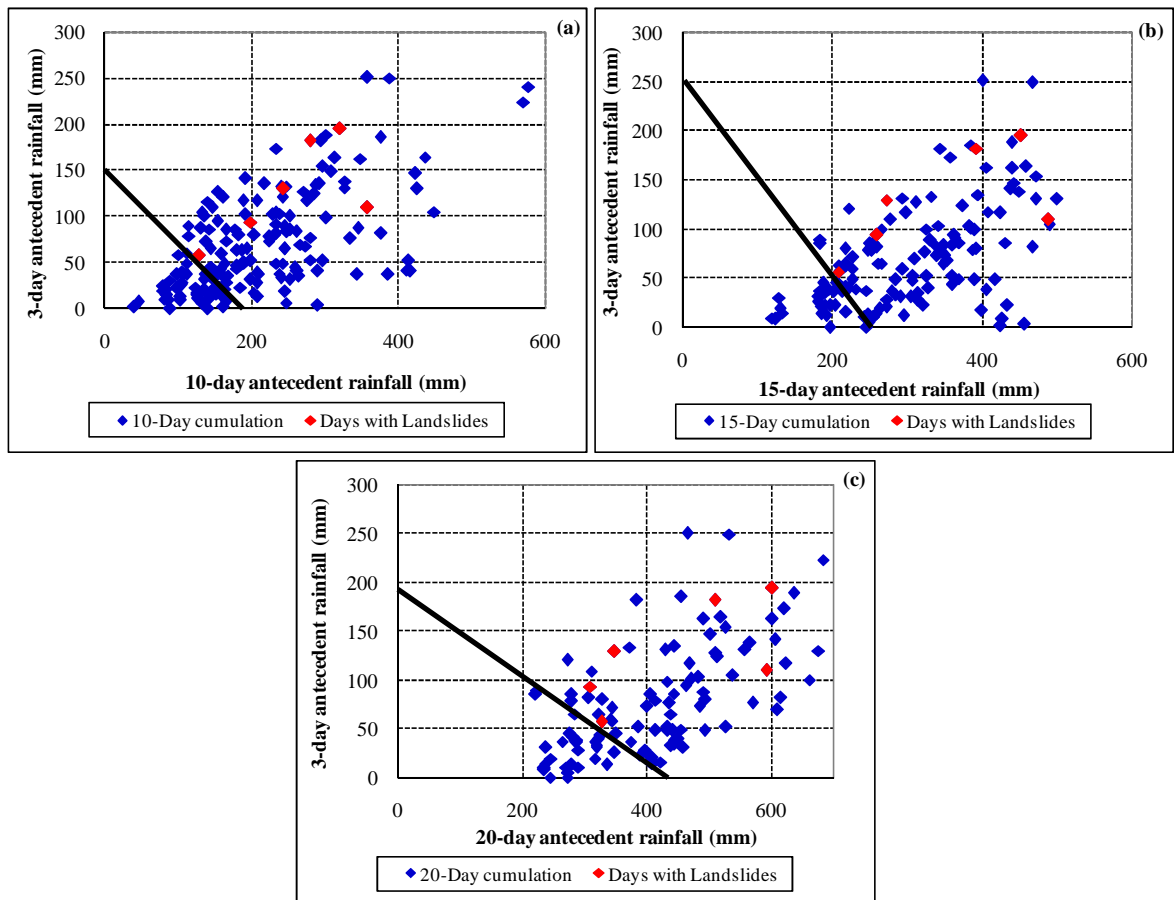 (a)
3-day antecedent rainfall (mm)
300
250
200
150
100
50
0
0 200 400 600
10-day antecedent rainfall (mm)
10-Day cumulation Days with Landslides
(b)
3-day antecedent rainfall (mm)
300
250
200
150
100
50
0
0 200 400 600
15-day antecedent rainfall (mm)
15-Day cumulation Days with Landslides
(c)
3-day antecedent rainfall (mm)
300
250
200
150
100
50
0
0 200 400 600
20-day antecedent rainfall (mm)
20-Day cumulation Days with Landslides